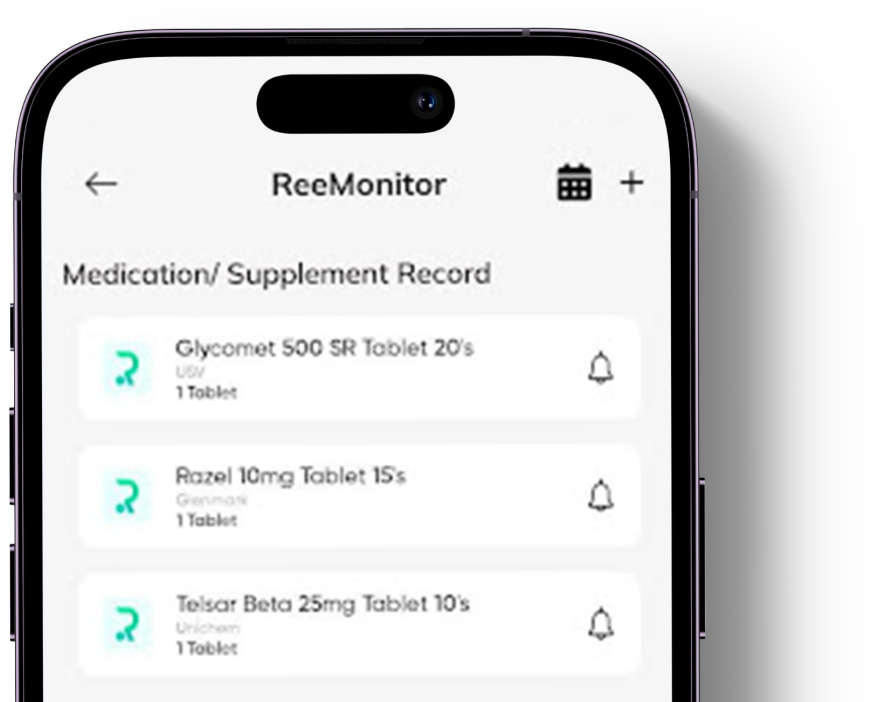 ReeMonitor
Medication/ Supplement Record
Glycomet 500 SR Tablet 20's
USV
1 Tablet
Razel 10mg Tablet 15's
Glenmark
1 Tablet
Telsar Beta 25mg Tablet 10's
Unichem
1 Tablet